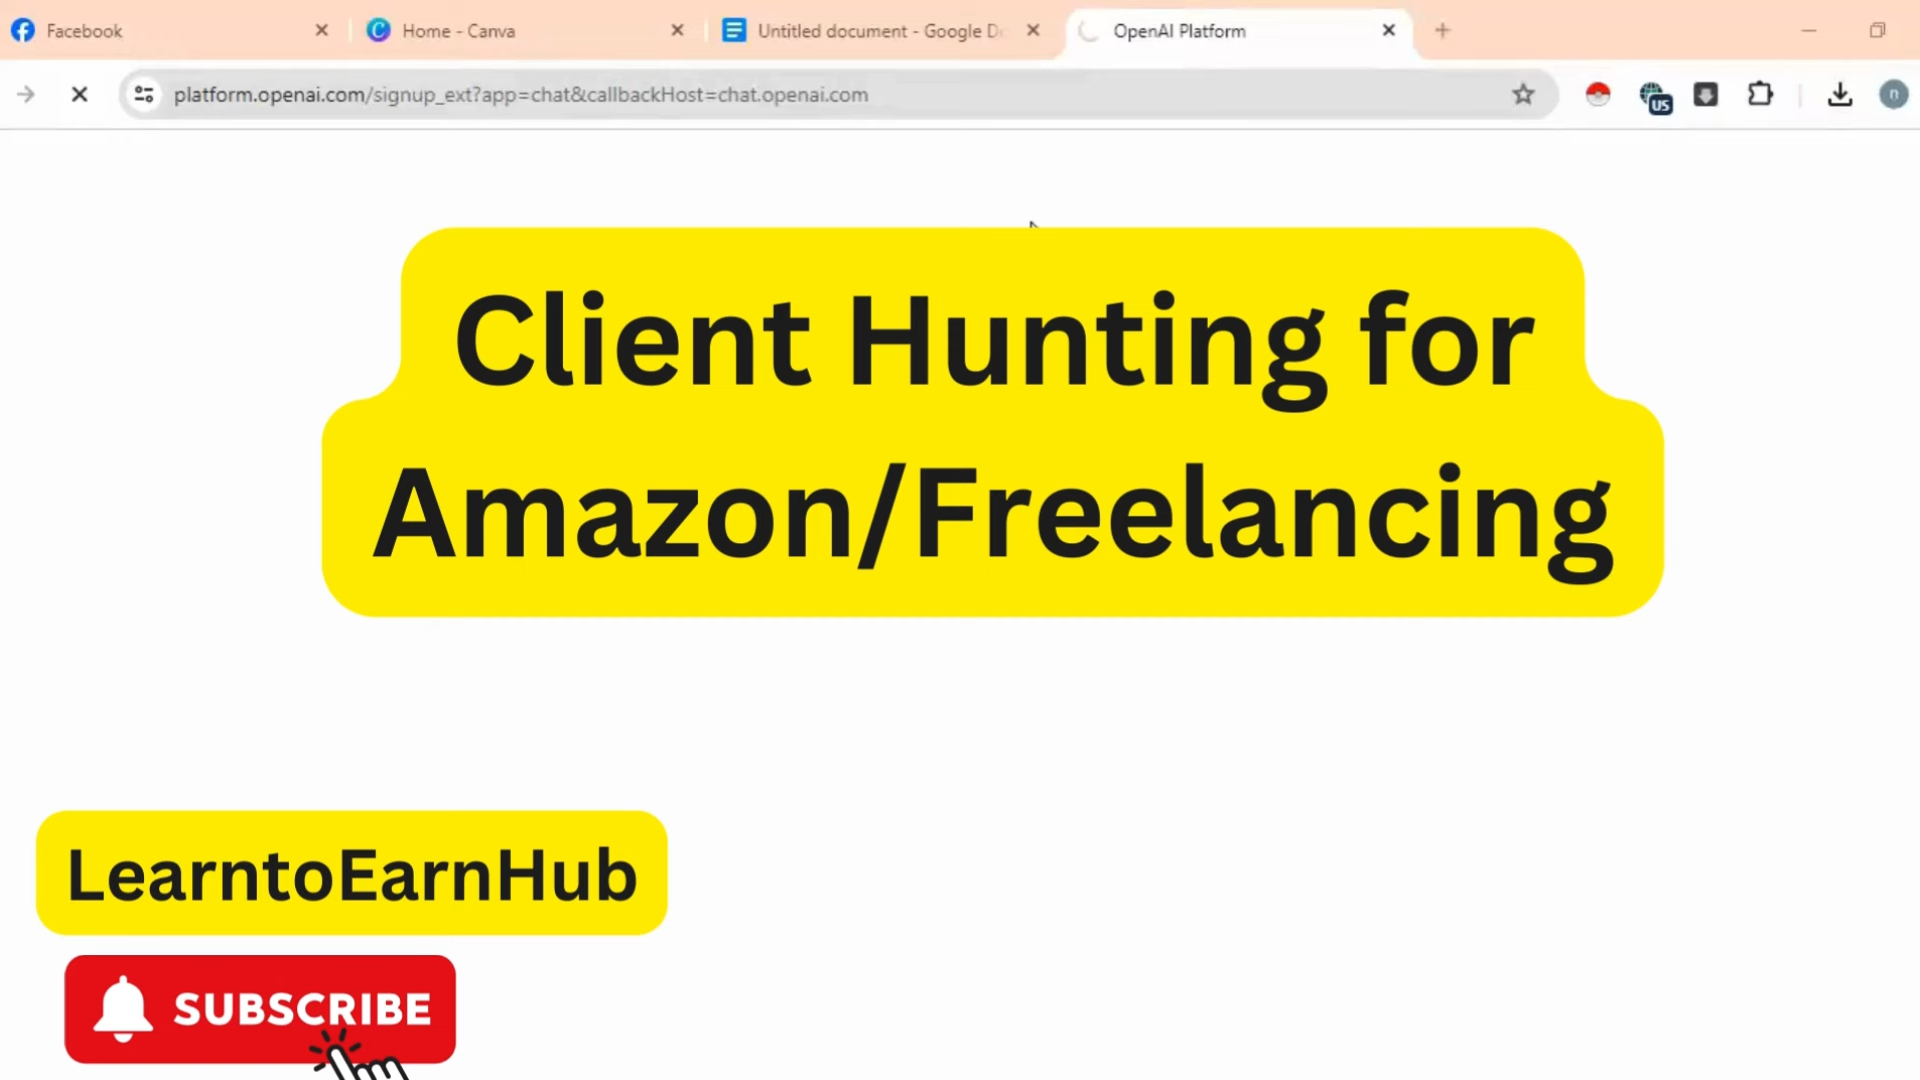 Facebook
Home - Canva
Untitled document - Google D
OpenAI Platform
platform.openai.com/signup_ext?app=chat&callbackHost=chat.openai.com
US
n
Client Hunting for
Amazon/Freelancing
LearntoEarnHub
SUBSCRIBE